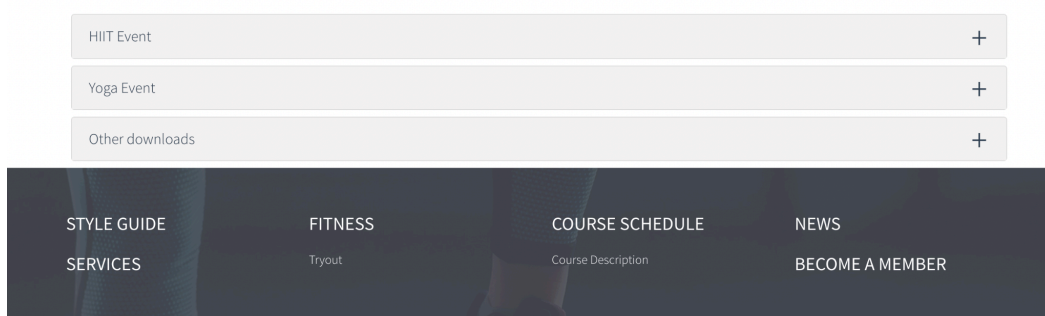 HIIT Event
Yoga Event
Other downloads
STYLE GUIDE
SERVICES
FITNESS
Tryout
COURSE SCHEDULE
Course Description
NEWS
BECOME A MEMBER